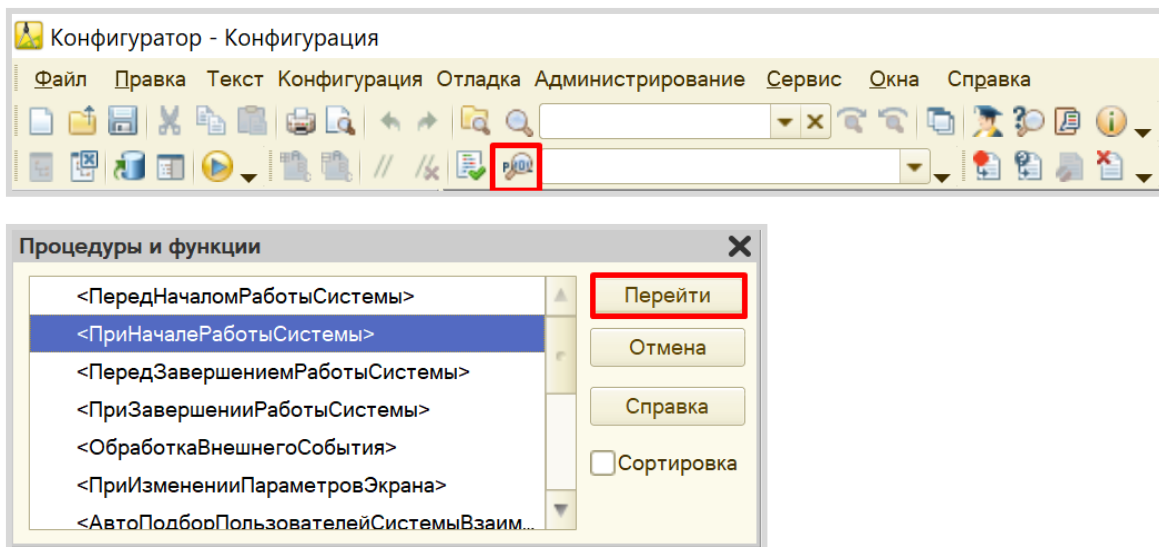 Конфигуратор - Конфигурация
Файл Правка Текст Конфигурация Отладка Администрирование Сервис Окна Справка
Процедуры и функции
<ПередНачаломРаботыСистемы>
Перейти
<ПриНачалеРаботыСистемы>
Отмена
<ПередЗавершениемРаботыСистемы>
<ПриЗавершенииРаботыСистемы>
Справка
<ОбработкаВнешнегоСобытия>
Сортировка
<ПриИзмененииПараметровЭкрана>
<АвтоПодборПользователейСистемыВзаим...